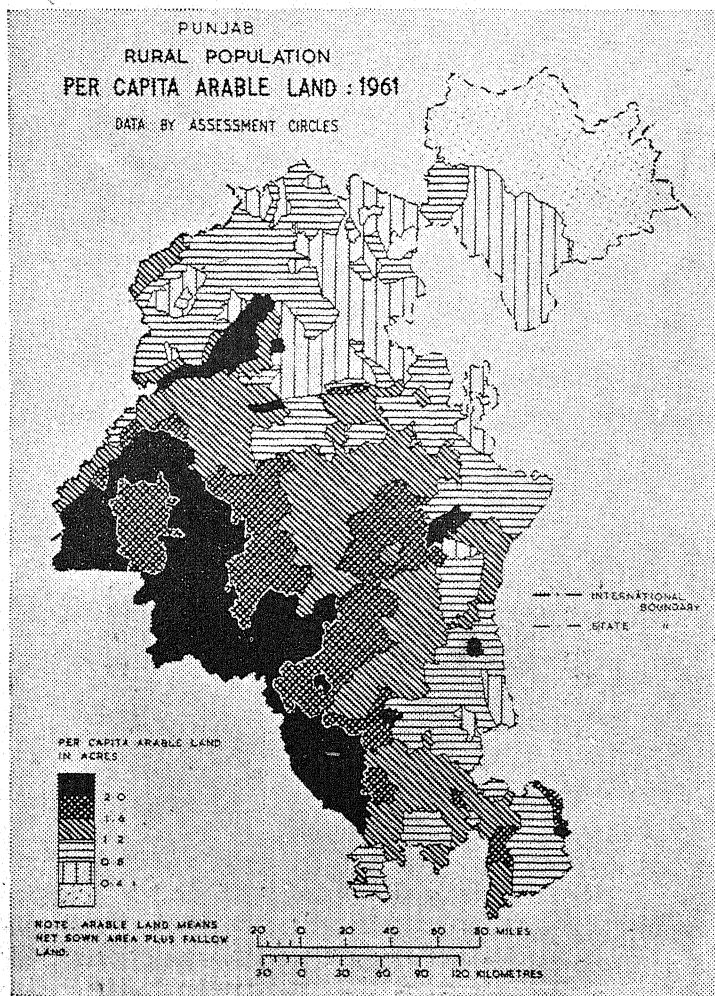 PUNJAB
RURAL POPULATION
PER CAPITA ARABLE LAND : 1961
DATA BY ASSESSMENT CIRCLES
INTERNATIONAL
BOUNDARY
STATE "
PER CAPITA ARABLE LAND
IN ACRES
2·0
1·6
1·2
0·8
0·4
NOTE. ARABLE LAND MEANS
NET SOWN AREA PLUS FALLOW
LAND.
20 0 20 40 60 80 MILES
30 0 30 60 90 120 KILOMETRES